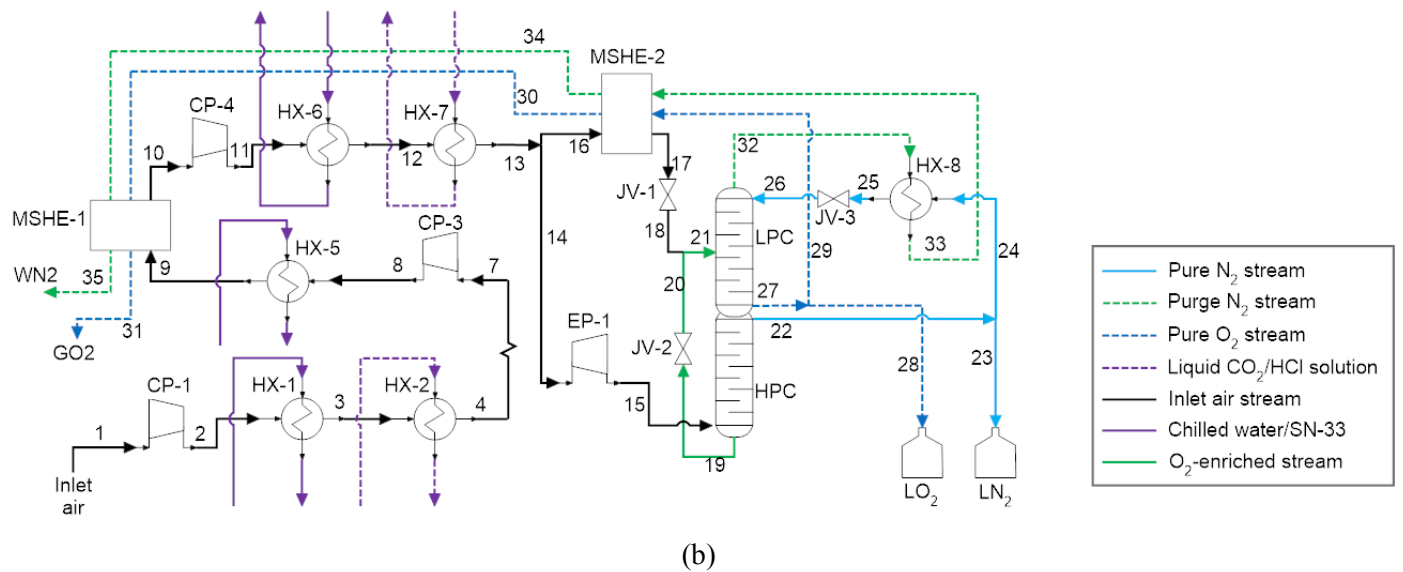 34
MSHE-2
30
CP-4
HX-6
HX-7
10
11
12
13
16
17
32
HX-8
JV-1
26
25
JV-3
MSHE-1
CP-3
HX-5
18
21
LPC
33
14
29
24
WN2
35
9
8
7
20
27
31
GO2
EP-1
22
JV-2
CP-1
HX-1
HX-2
28
23
15
HPC
1
2
3
4
19
Inlet
air
LO2
LN2
Pure N2 stream
Purge N2 stream
Pure O2 stream
Liquid CO2/HCl solution
Inlet air stream
Chilled water/SN-33
O2-enriched stream
(b)